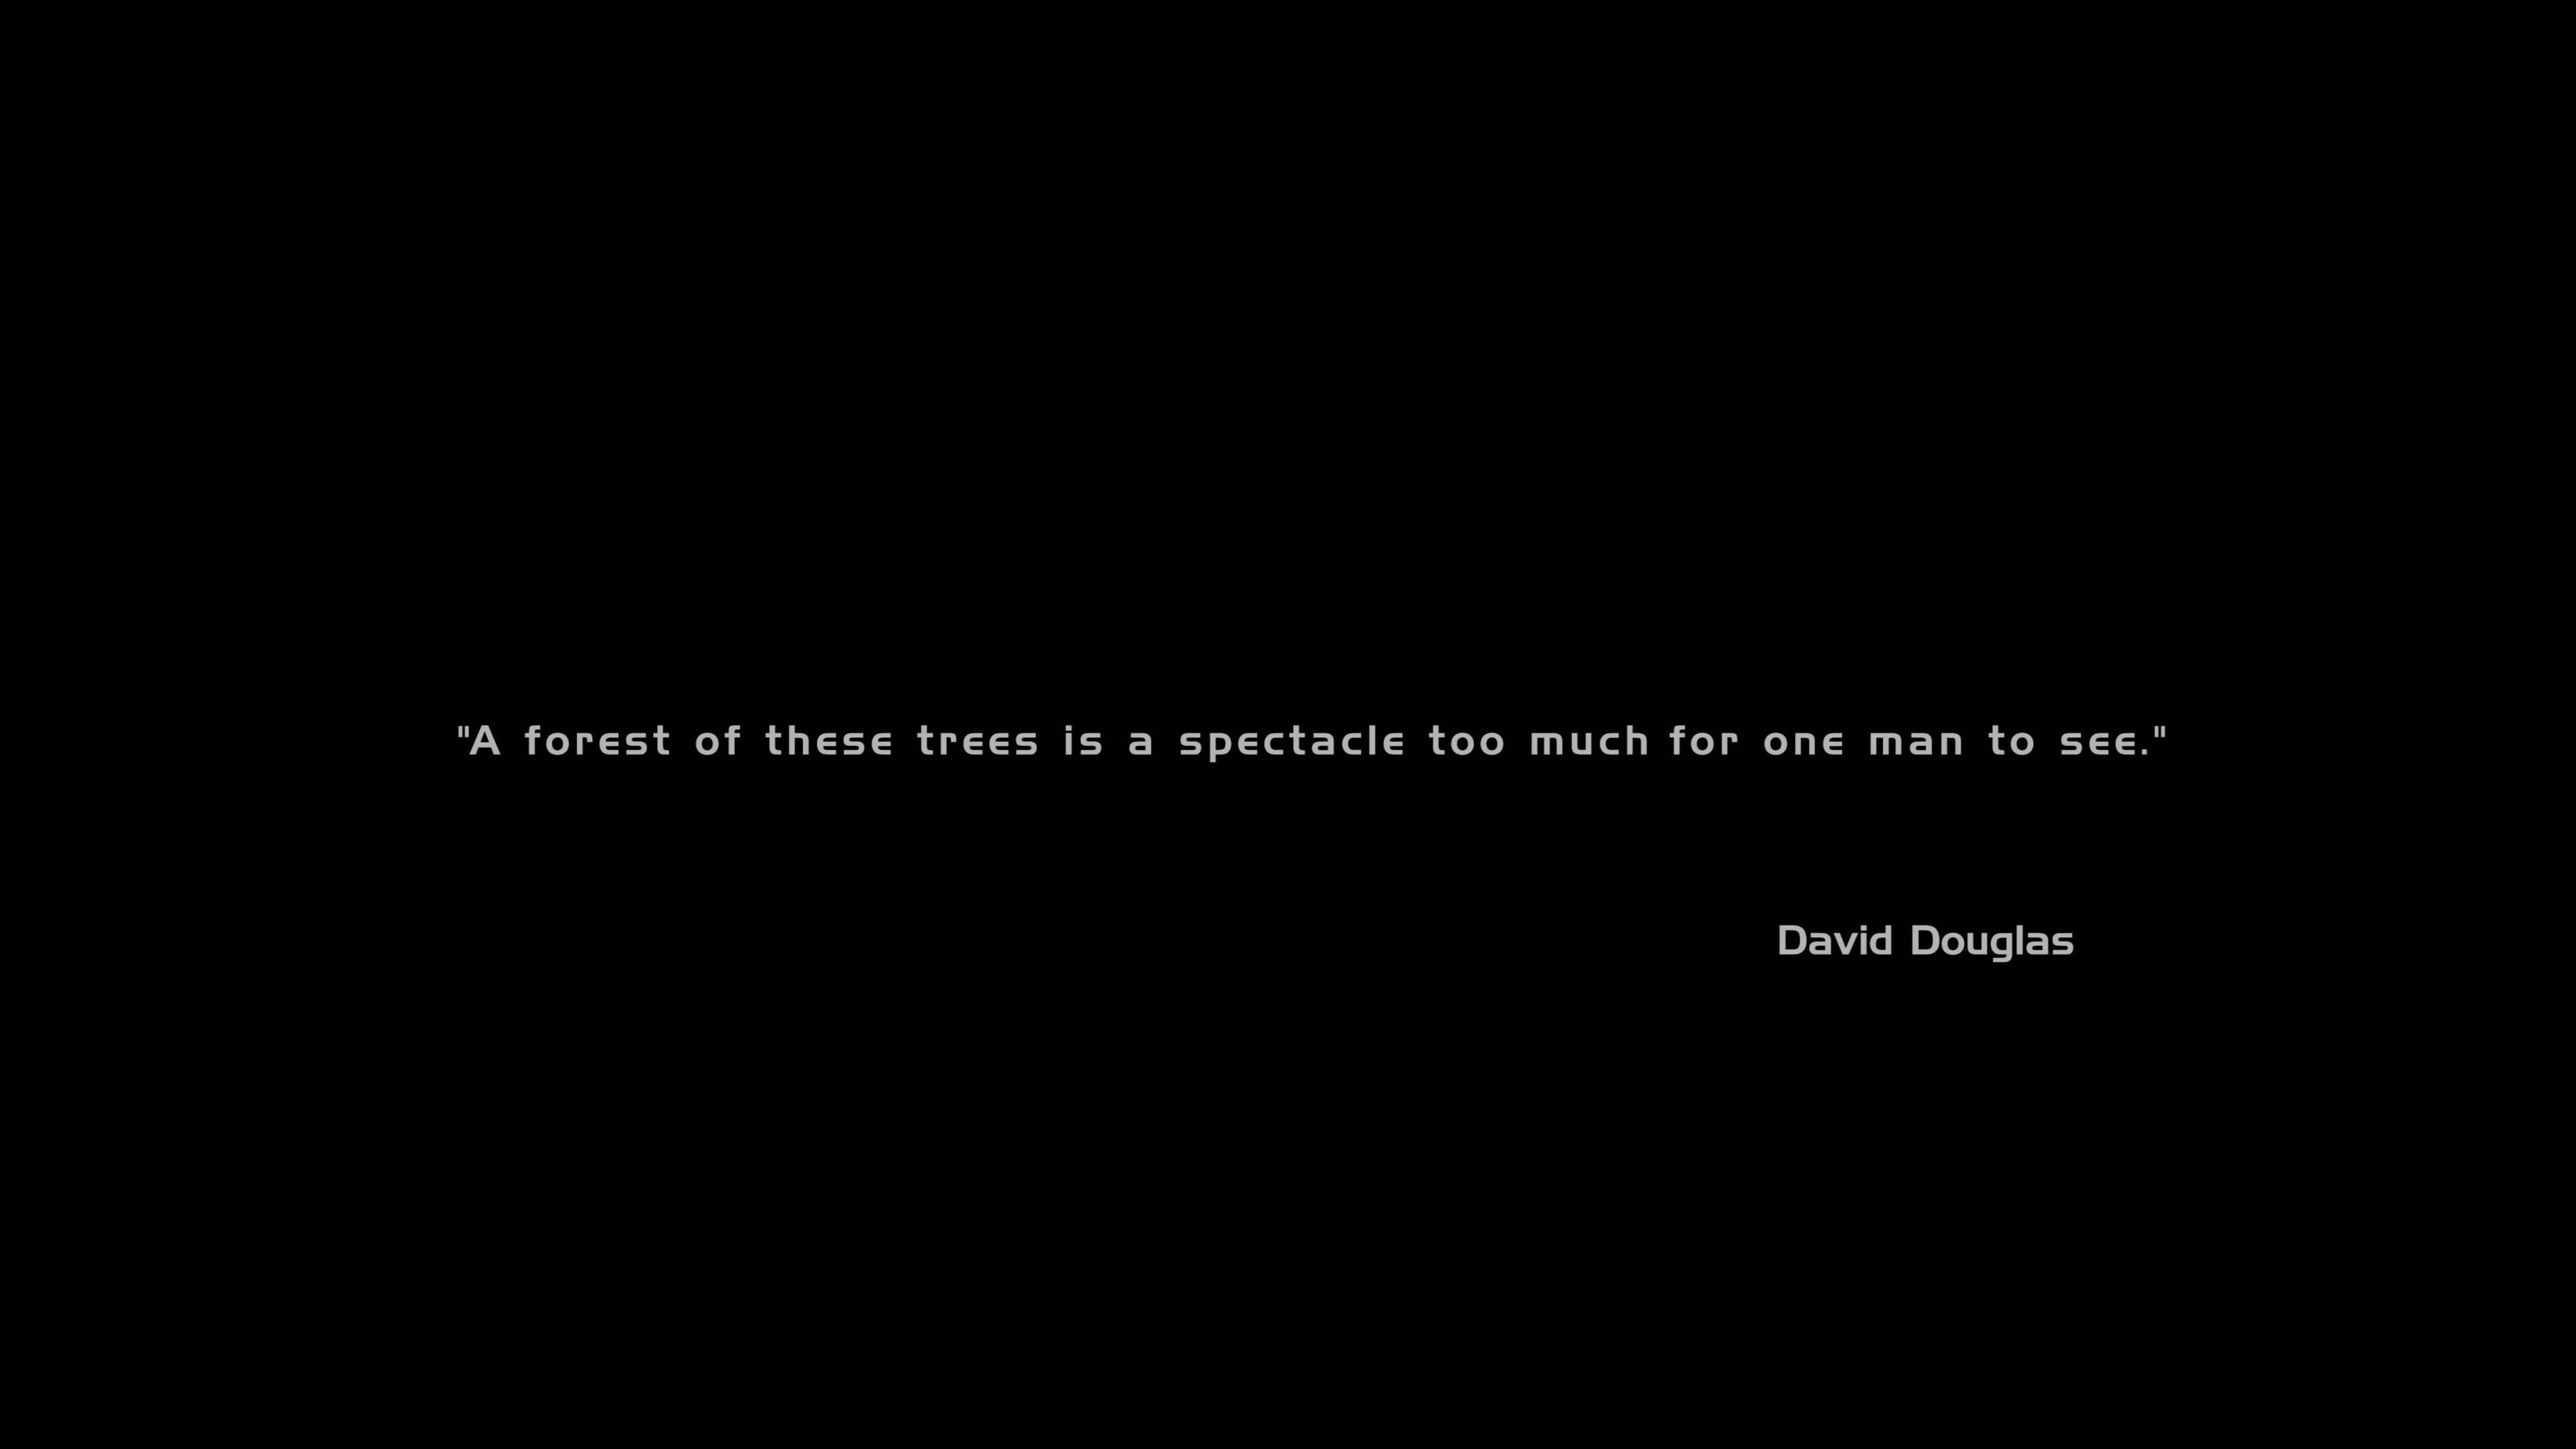 "A forest of these trees is a spectacle too much for one man to see."
David Douglas